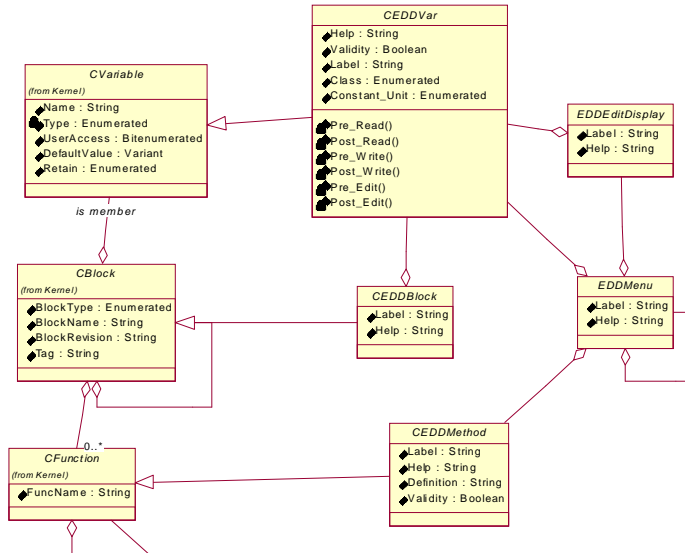 CEDDVar
Help : String
Validity : Boolean
Label : String
Class : Enumerated
Constant_Unit : Enumerated
Pre_Read()
Post_Read()
Pre_Write()
Post_Write()
Pre_Edit()
Post_Edit()
CVariable
(from Kernel)
Name : String
Type : Enumerated
UserAccess : Bitenumerated
DefaultValue : Variant
Retain : Enumerated
EDDEditDisplay
Label : String
Help : String
is member
CBlock
(from Kernel)
BlockType : Enumerated
BlockName : String
BlockRevision : String
Tag : String
CEDDBlock
Label : String
Help : String
EDDMenu
Label : String
Help : String
0..*
CFunction
(from Kernel)
FuncName : String
CEDDMethod
Label : String
Help : String
Definition : String
Validity : Boolean